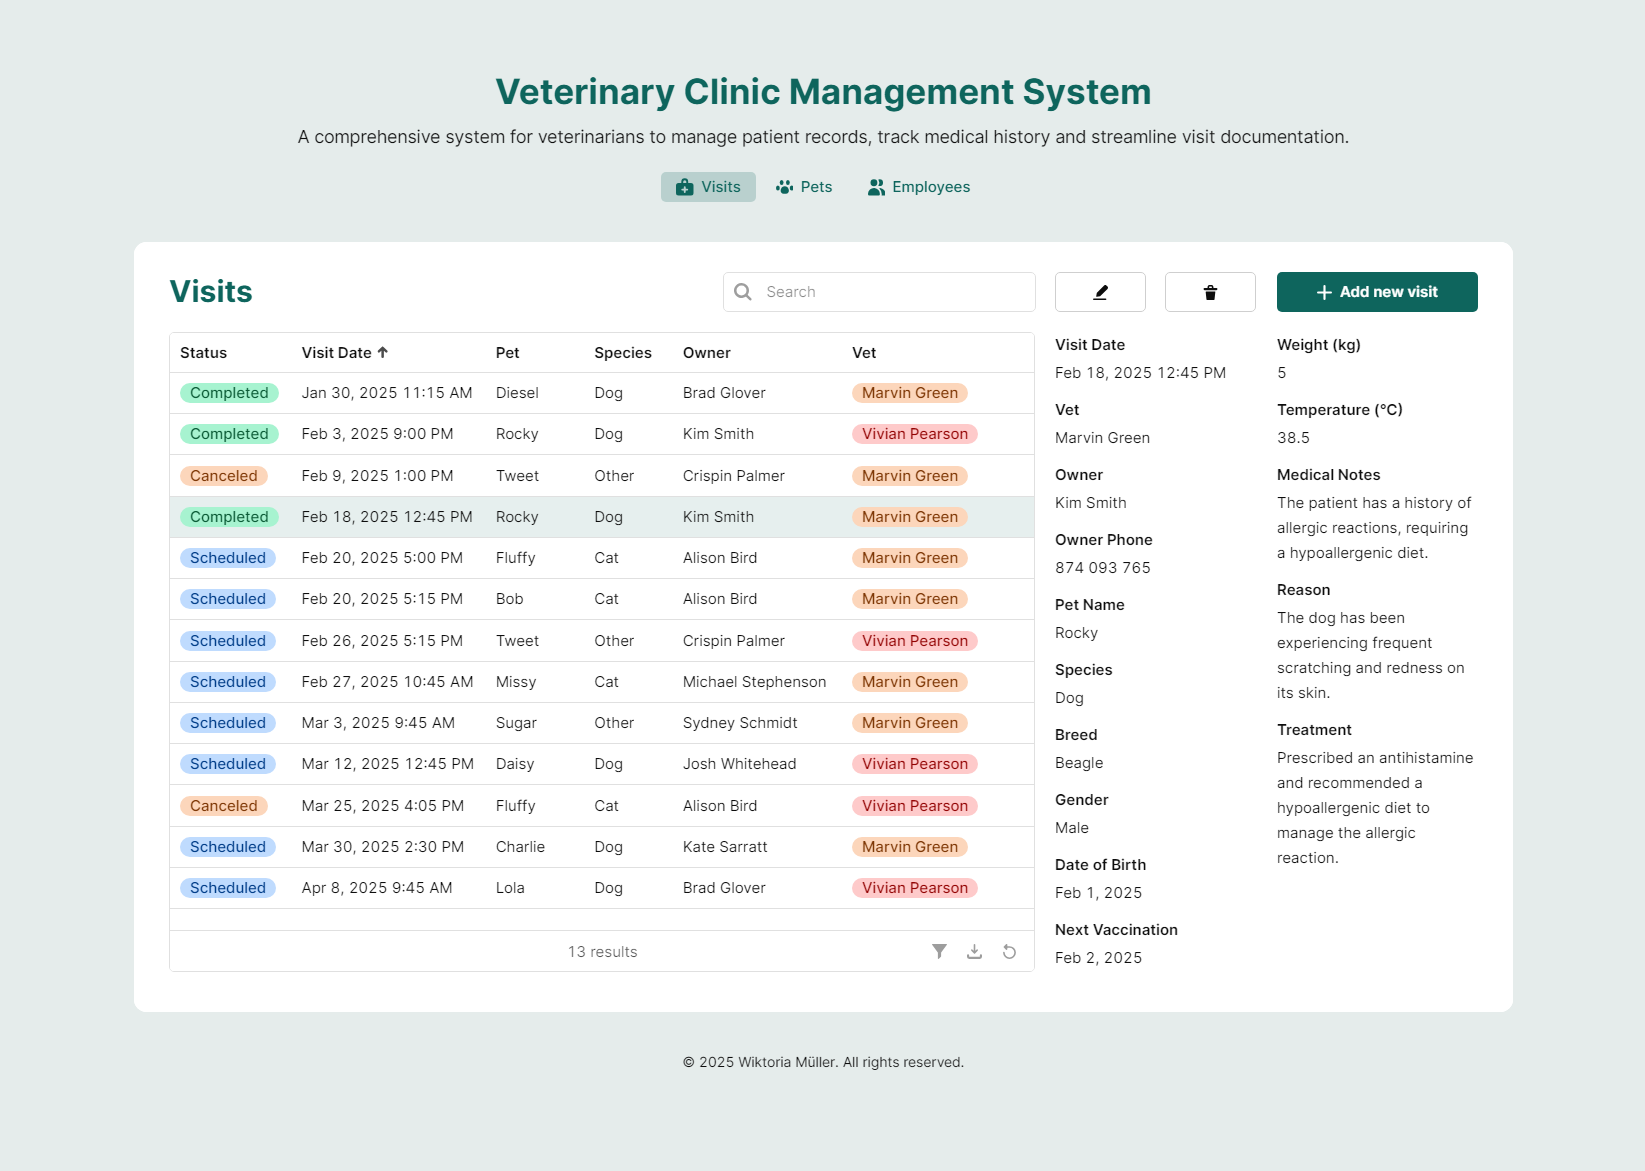 Veterinary Clinic Management System
A comprehensive system for veterinarians to manage patient records, track medical history and streamline visit documentation.
Visits Pets Employees
Visits
Search
Add new visit
Status Visit Date Pet Species Owner Vet
Completed Jan 30, 2025 11:15 AM Diesel Dog Brad Glover Marvin Green
Completed Feb 3, 2025 9:00 PM Rocky Dog Kim Smith Vivian Pearson
Canceled Feb 9, 2025 1:00 PM Tweet Other Crispin Palmer Marvin Green
Completed Feb 18, 2025 12:45 PM Rocky Dog Kim Smith Marvin Green
Scheduled Feb 20, 2025 5:00 PM Fluffy Cat Alison Bird Marvin Green
Scheduled Feb 20, 2025 5:15 PM Bob Cat Alison Bird Marvin Green
Scheduled Feb 26, 2025 5:15 PM Tweet Other Crispin Palmer Vivian Pearson
Scheduled Feb 27, 2025 10:45 AM Missy Cat Michael Stephenson Marvin Green
Scheduled Mar 3, 2025 9:45 AM Sugar Other Sydney Schmidt Marvin Green
Scheduled Mar 12, 2025 12:45 PM Daisy Dog Josh Whitehead Vivian Pearson
Canceled Mar 25, 2025 4:05 PM Fluffy Cat Alison Bird Vivian Pearson
Scheduled Mar 30, 2025 2:30 PM Charlie Dog Kate Sarratt Marvin Green
Scheduled Apr 8, 2025 9:45 AM Lola Dog Brad Glover Vivian Pearson
13 results
Visit Date
Feb 18, 2025 12:45 PM
Vet
Marvin Green
Owner
Kim Smith
Owner Phone
874 093 765
Pet Name
Rocky
Species
Dog
Breed
Beagle
Gender
Male
Date of Birth
Feb 1, 2025
Next Vaccination
Feb 2, 2025
Weight (kg)
5
Temperature (°C)
38.5
Medical Notes
The patient has a history of
allergic reactions, requiring
a hypoallergenic diet.
Reason
The dog has been
experiencing frequent
scratching and redness on
its skin.
Treatment
Prescribed an antihistamine
and recommended a
hypoallergenic diet to
manage the allergic
reaction.
© 2025 Wiktoria Müller. All rights reserved.